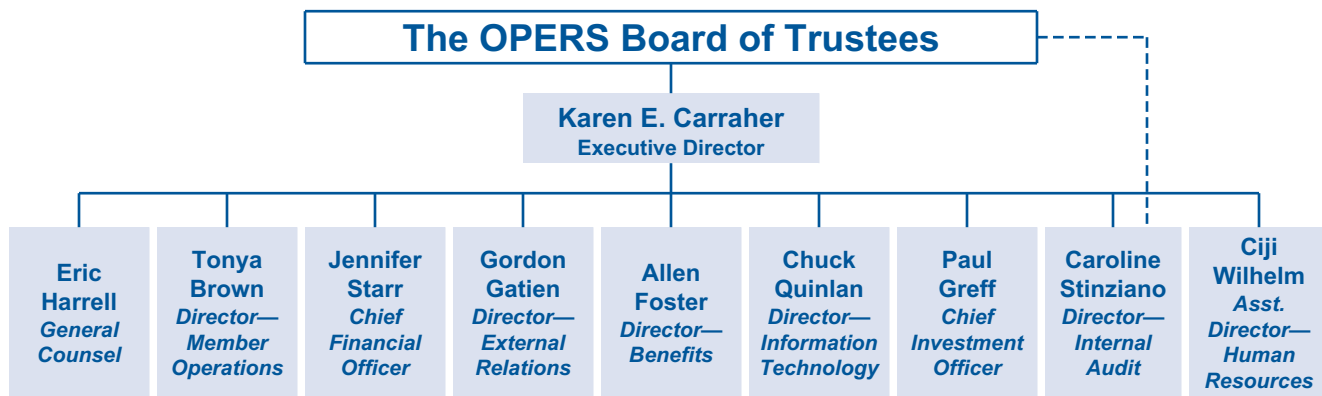 The OPERS Board of Trustees
Karen E. Carraher
Executive Director
Eric
Harrell
General
Counsel
Tonya
Brown
Director—
Member
Operations
Jennifer
Starr
Chief
Financial
Officer
Gordon
Gatien
Director—
External
Relations
Allen
Foster
Director—
Benefits
Chuck
Quinlan
Director—
Information
Technology
Paul
Greff
Chief
Investment
Officer
Caroline
Stinziano
Director—
Internal
Audit
Ciji
Wilhelm
Asst.
Director—
Human
Resources